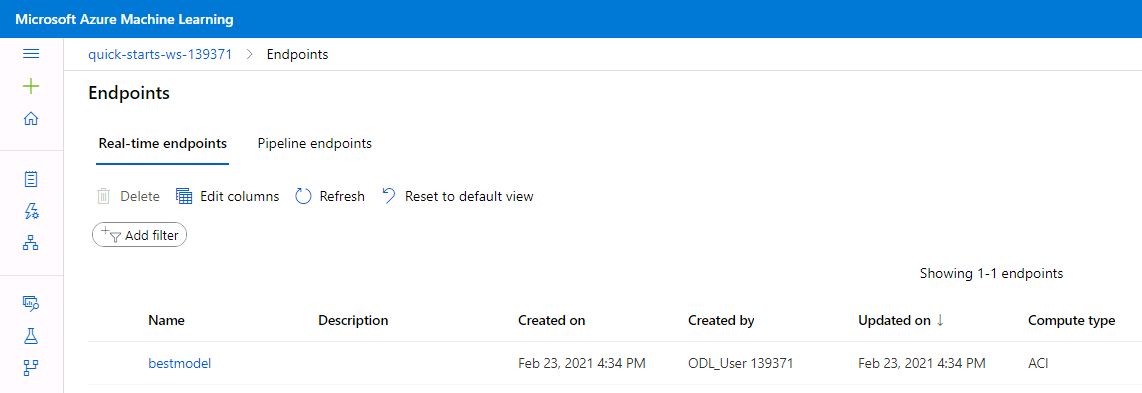 Microsoft Azure Machine Learning
quick-starts-ws-139371 > Endpoints
Endpoints
Real-time endpoints Pipeline endpoints
Delete Edit columns Refresh Reset to default view
Add filter
Showing 1-1 endpoints
Name Description Created on Created by Updated on ↓ Compute type
bestmodel Feb 23, 2021 4:34 PM ODL_User 139371 Feb 23, 2021 4:34 PM ACI